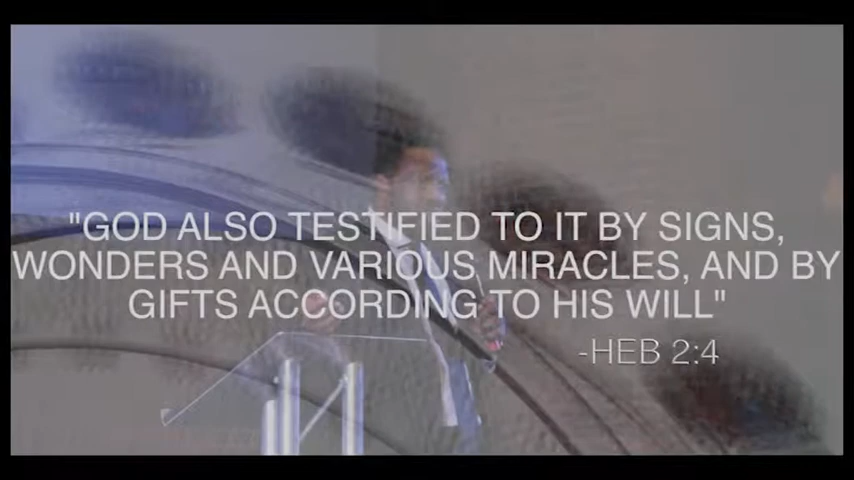 "GOD ALSO TESTIFIED TO IT BY SIGNS,
WONDERS AND VARIOUS MIRACLES, AND BY
GIFTS ACCORDING TO HIS WILL"
-HEB 2:4